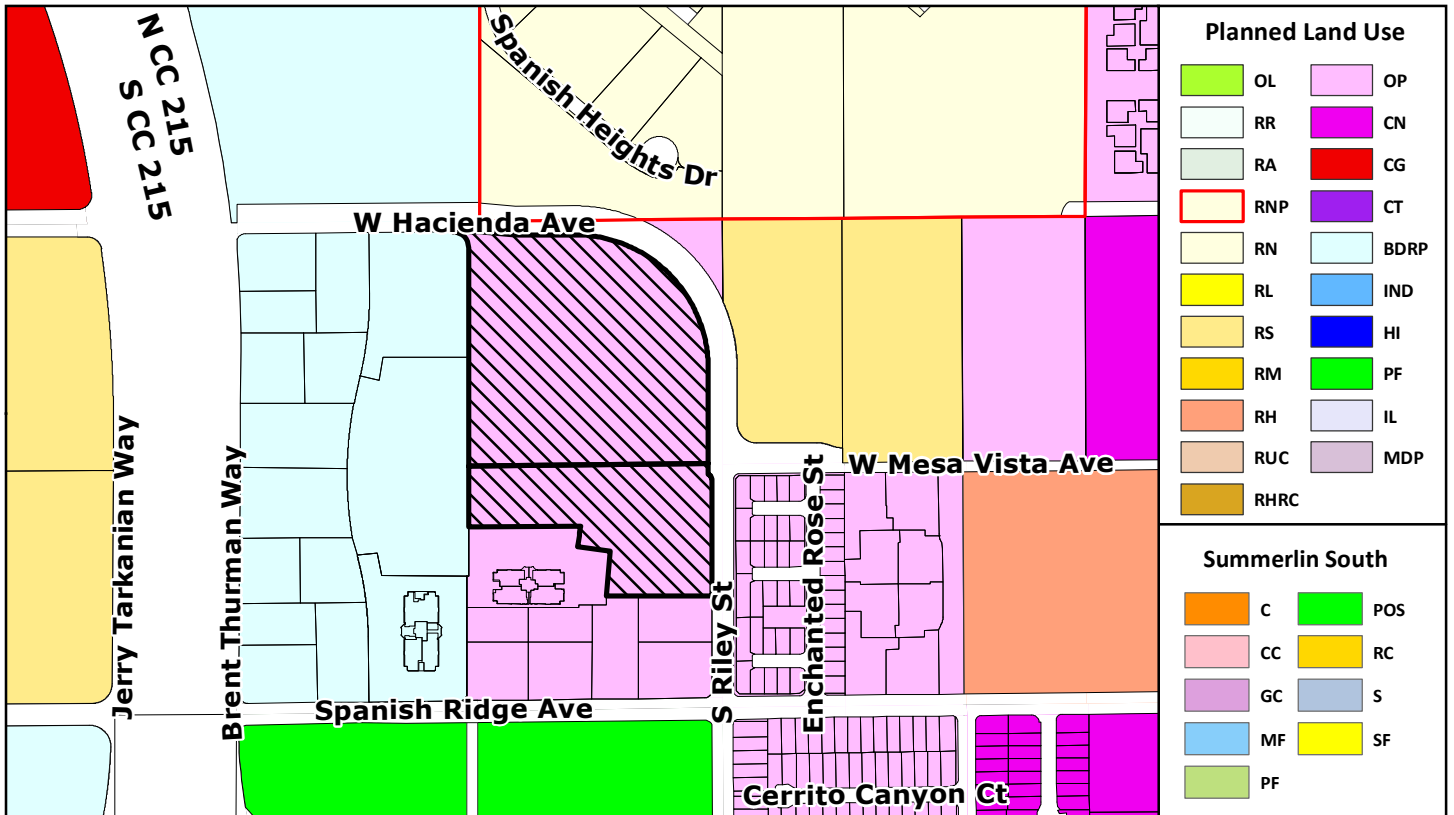 N CC 215
S CC 215
Spanish Heights Dr
W Hacienda Ave
W Mesa Vista Ave
Jerry Tarkanian Way
Brent Thurman Way
S Riley St
Enchanted Rose St
Spanish Ridge Ave
Cerrito Canyon Ct
Planned Land Use
OL
OP
RR
CN
RA
CG
RNP
CT
RN
BDRP
RL
IND
RS
HI
RM
PF
RH
IL
RUC
MDP
RHRC
Summerlin South
C
POS
CC
RC
GC
S
MF
SF
PF